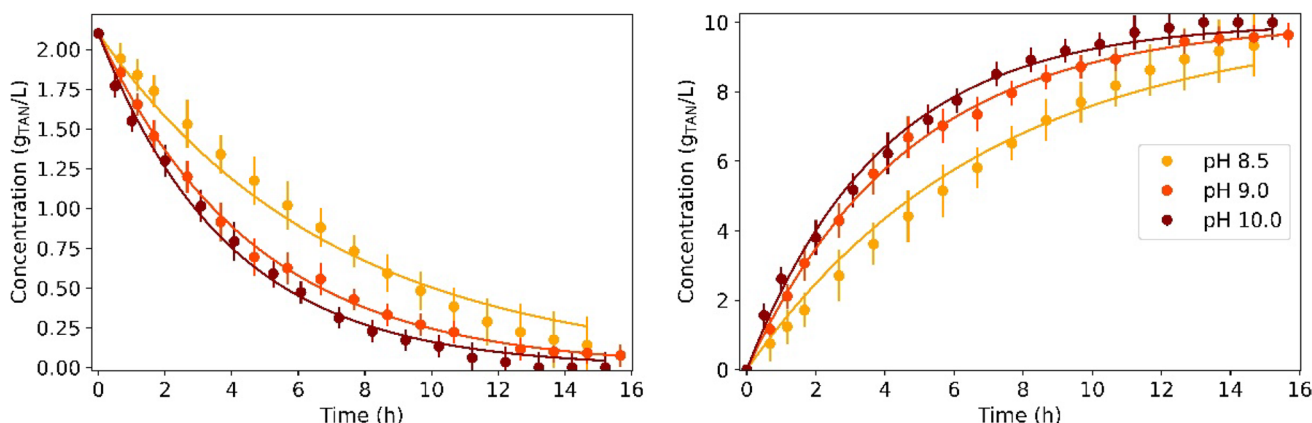 Concentration (gTAN/L)
2.00
1.75
1.50
1.25
1.00
0.75
0.50
0.25
0.00
0 2 4 6 8 10 12 14 16
Time (h)
Concentration (gTAN/L)
10
8
6
4
2
0
0 2 4 6 8 10 12 14 16
Time (h)
pH 8.5
pH 9.0
pH 10.0